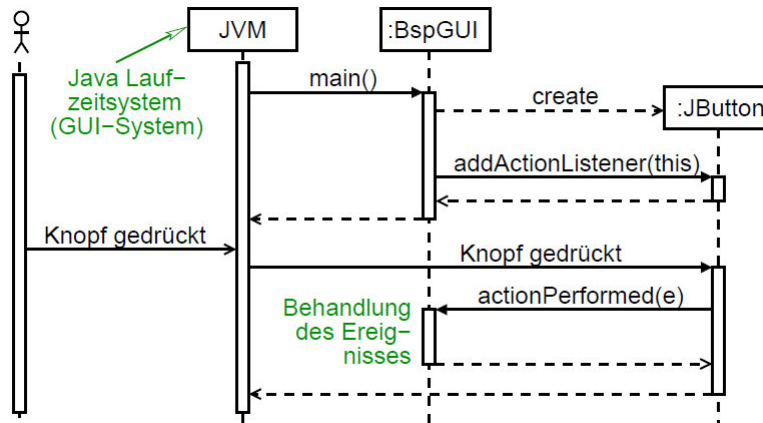 JVM
:BspGUI
Java Lauf–
zeitsystem
(GUI–System)
main()
create
:JButton
addActionListener(this)
Knopf gedrückt
Knopf gedrückt
actionPerformed(e)
Behandlung
des Ereig–
nisses